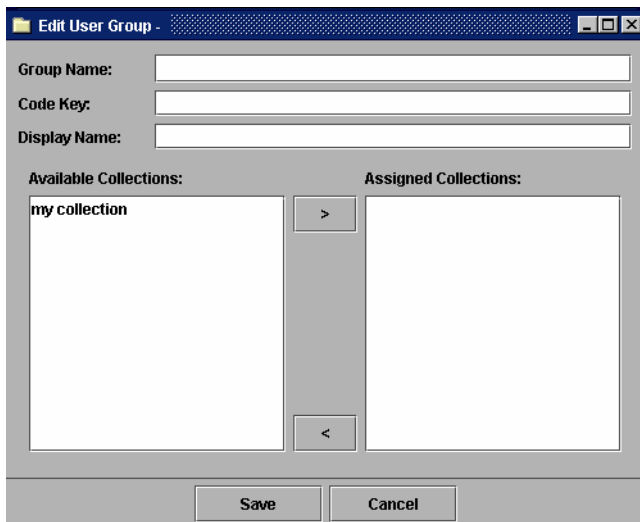 Edit User Group -
Group Name:
Code Key:
Display Name:
Available Collections:
Assigned Collections:
my collection
>
<
Save
Cancel